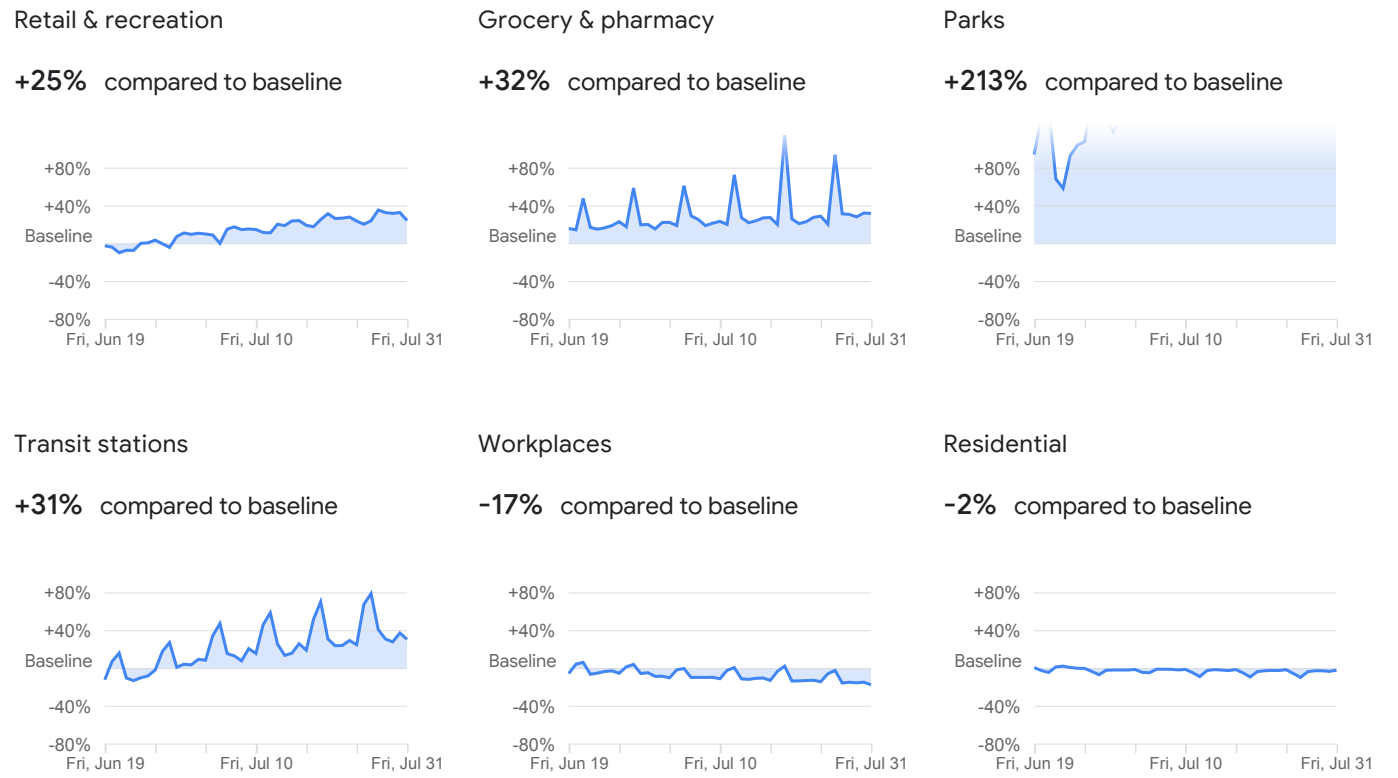 Retail & recreation
+25% compared to baseline
+80%
+40%
Baseline
-40%
-80%
Fri, Jun 19 Fri, Jul 10 Fri, Jul 31
Grocery & pharmacy
+32% compared to baseline
+80%
+40%
Baseline
-40%
-80%
Fri, Jun 19 Fri, Jul 10 Fri, Jul 31
Parks
+213% compared to baseline
+80%
+40%
Baseline
-40%
-80%
Fri, Jun 19 Fri, Jul 10 Fri, Jul 31
Transit stations
+31% compared to baseline
+80%
+40%
Baseline
-40%
-80%
Fri, Jun 19 Fri, Jul 10 Fri, Jul 31
Workplaces
-17% compared to baseline
+80%
+40%
Baseline
-40%
-80%
Fri, Jun 19 Fri, Jul 10 Fri, Jul 31
Residential
-2% compared to baseline
+80%
+40%
Baseline
-40%
-80%
Fri, Jun 19 Fri, Jul 10 Fri, Jul 31